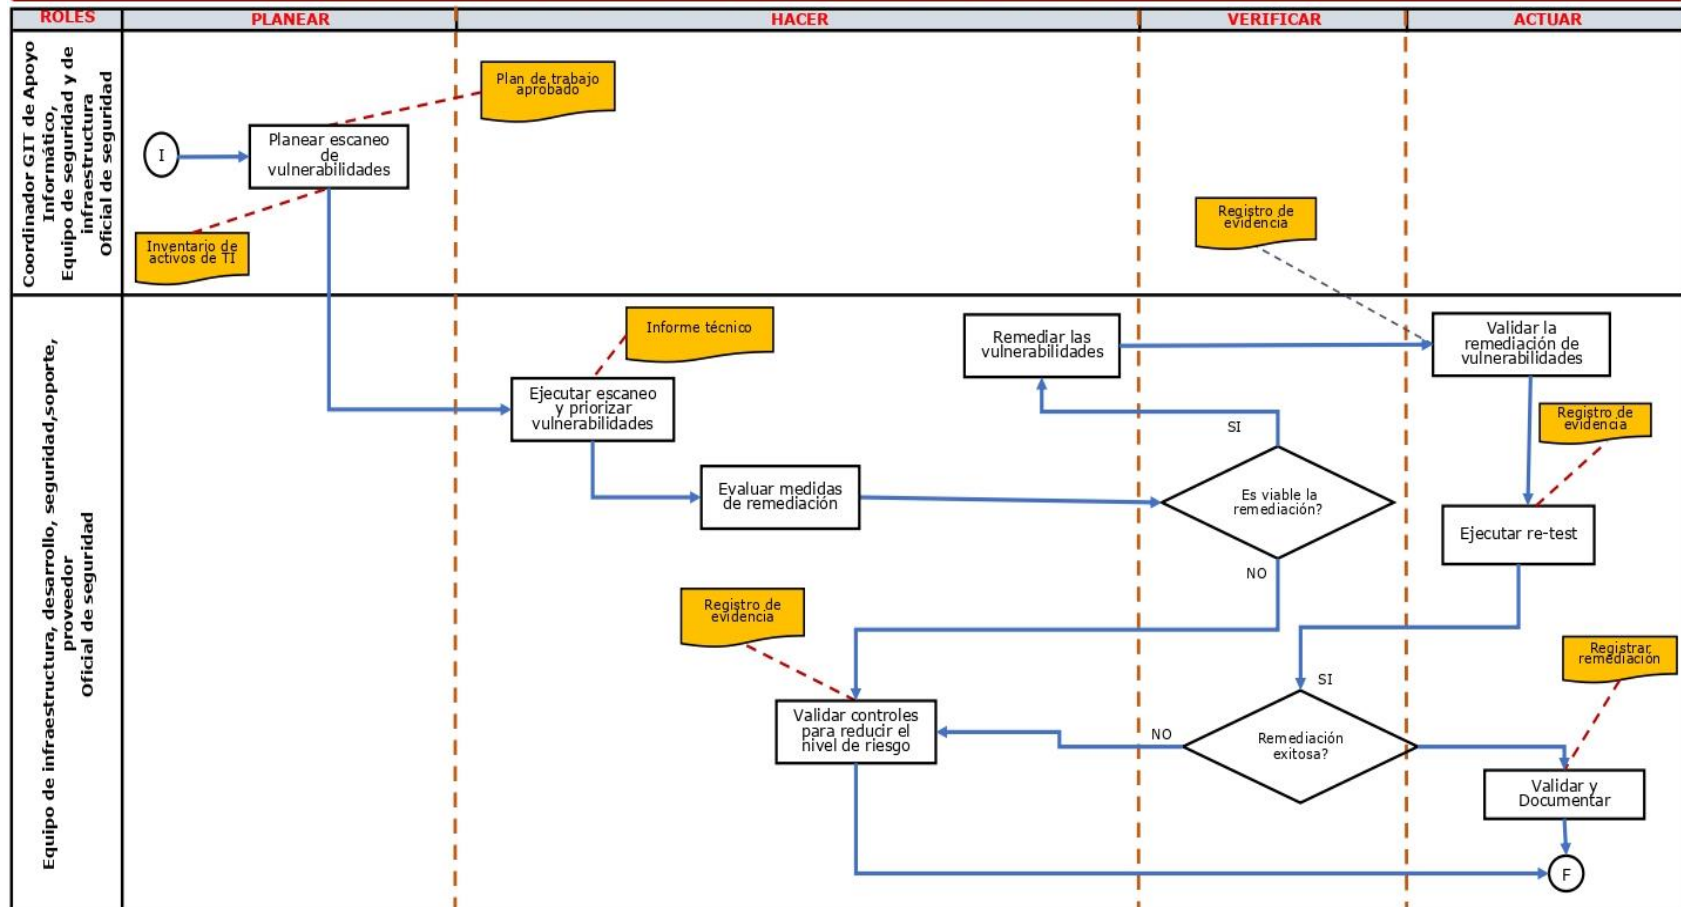 ROLES
PLANEAR
HACER
VERIFICAR
ACTUAR
Coordinador GIT de Apoyo
Informático,
Equipo de seguridad y de
infraestructura
Oficial de seguridad
I
Planear escaneo
de
vulnerabilidades
Plan de trabajo
aprobado
Inventario de
activos de TI
Registro de
evidencia
Equipo de infraestructura, desarrollo, seguridad,soporte,
proveedor
Oficial de seguridad
Informe técnico
Ejecutar escaneo
y priorizar
vulnerabilidades
Evaluar medidas
de remediación
Remediar las
vulnerabilidades
Validar la
remediación de
vulnerabilidades
SI
Es viable la
remediación?
NO
Registro de
evidencia
Ejecutar re-test
Registro de
evidencia
Validar controles
para reducir el
nivel de riesgo
NO
SI
Remediación
exitosa?
Registrar
remediación
Validar y
Documentar
F